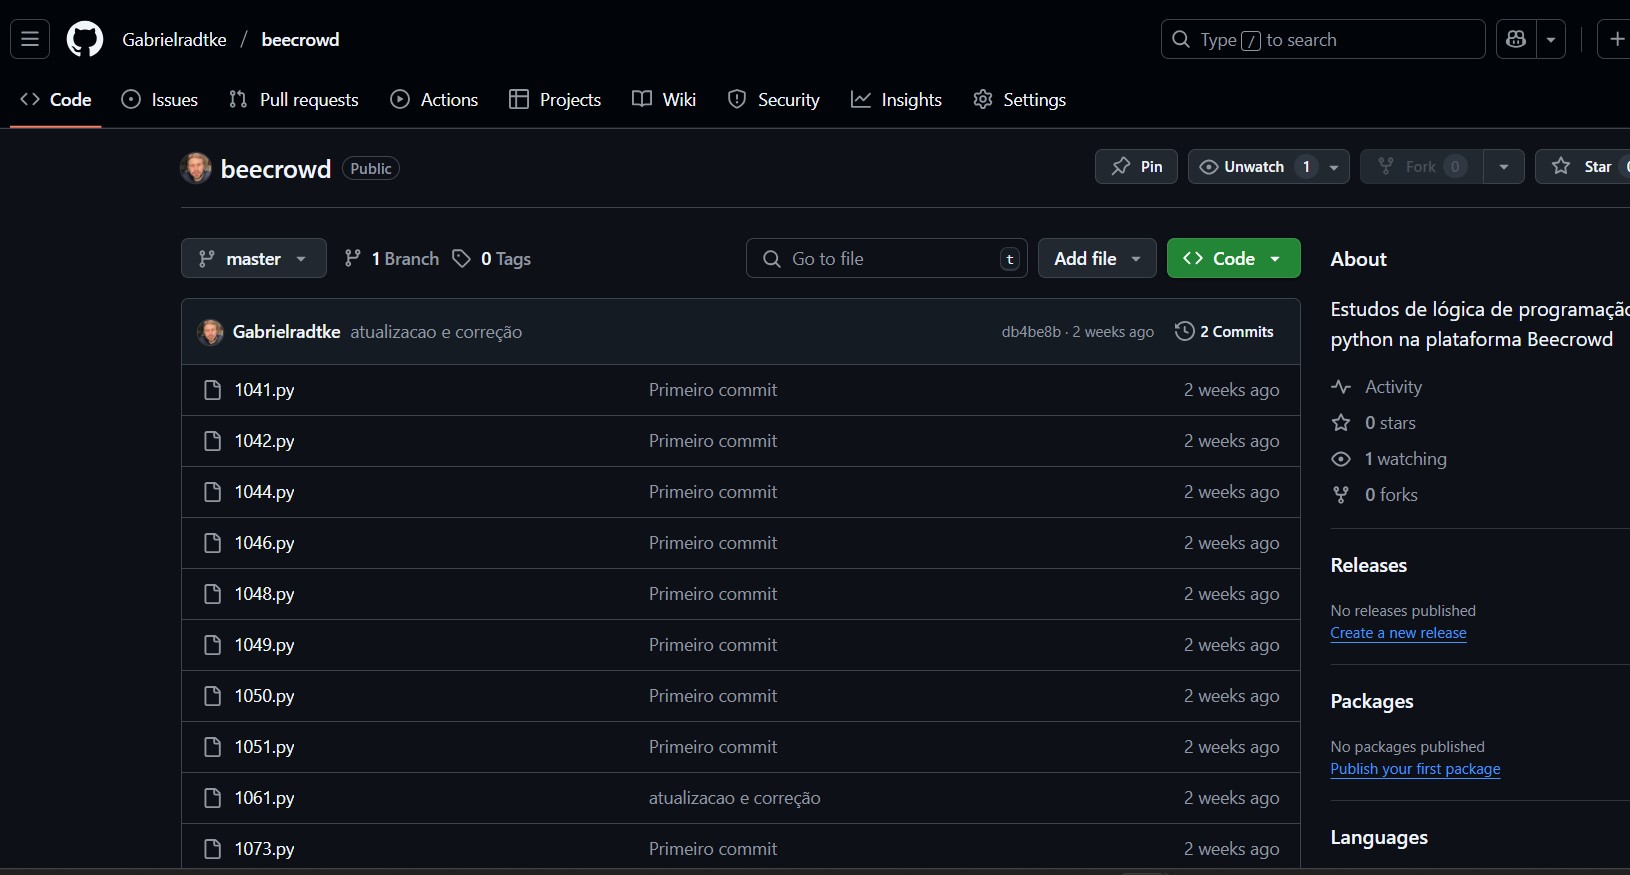 Gabrielradtke / beecrowd
Type / to search
Code Issues Pull requests Actions Projects Wiki Security Insights Settings
beecrowd Public
Pin Unwatch 1 Fork 0 Star
master 1 Branch 0 Tags
Go to file t
Add file Code
Gabrielradtke atualizacao e correção db4be8b · 2 weeks ago 2 Commits
1041.py Primeiro commit 2 weeks ago
1042.py Primeiro commit 2 weeks ago
1044.py Primeiro commit 2 weeks ago
1046.py Primeiro commit 2 weeks ago
1048.py Primeiro commit 2 weeks ago
1049.py Primeiro commit 2 weeks ago
1050.py Primeiro commit 2 weeks ago
1051.py Primeiro commit 2 weeks ago
1061.py atualizacao e correção 2 weeks ago
1073.py Primeiro commit 2 weeks ago
About
Estudos de lógica de programação
python na plataforma Beecrowd
Activity
0 stars
1 watching
0 forks
Releases
No releases published
Create a new release
Packages
No packages published
Publish your first package
Languages